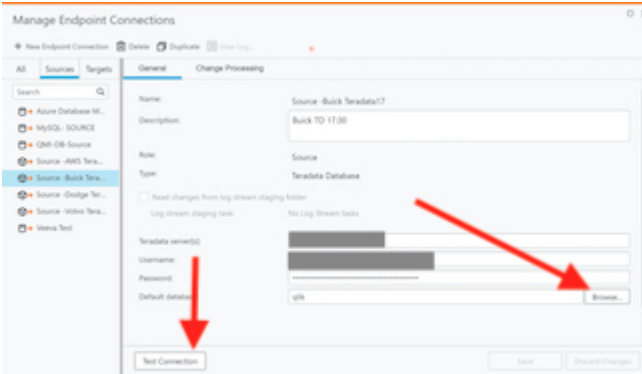 Manage Endpoint Connections
New Endpoint Connection Delete Duplicate View Log...
All Sources Targets
General Change Processing
Search
Azure Database M...
MySQL- SOURCE
QMI-DB-Source
Source -AWS Tera...
Source -Buick Tera...
Source -Dodge Ter...
Source -Volvo Tera...
Veeva Test
Name: Source -Buick Teradata17
Description: Buick TD 17.00
Role: Source
Type: Teradata Database
Read changes from log stream staging folder
Log stream staging task: No Log Stream tasks
Teradata server(s):
Username:
Password:
Default database: qlik Browse...
Test Connection Save Discard Changes